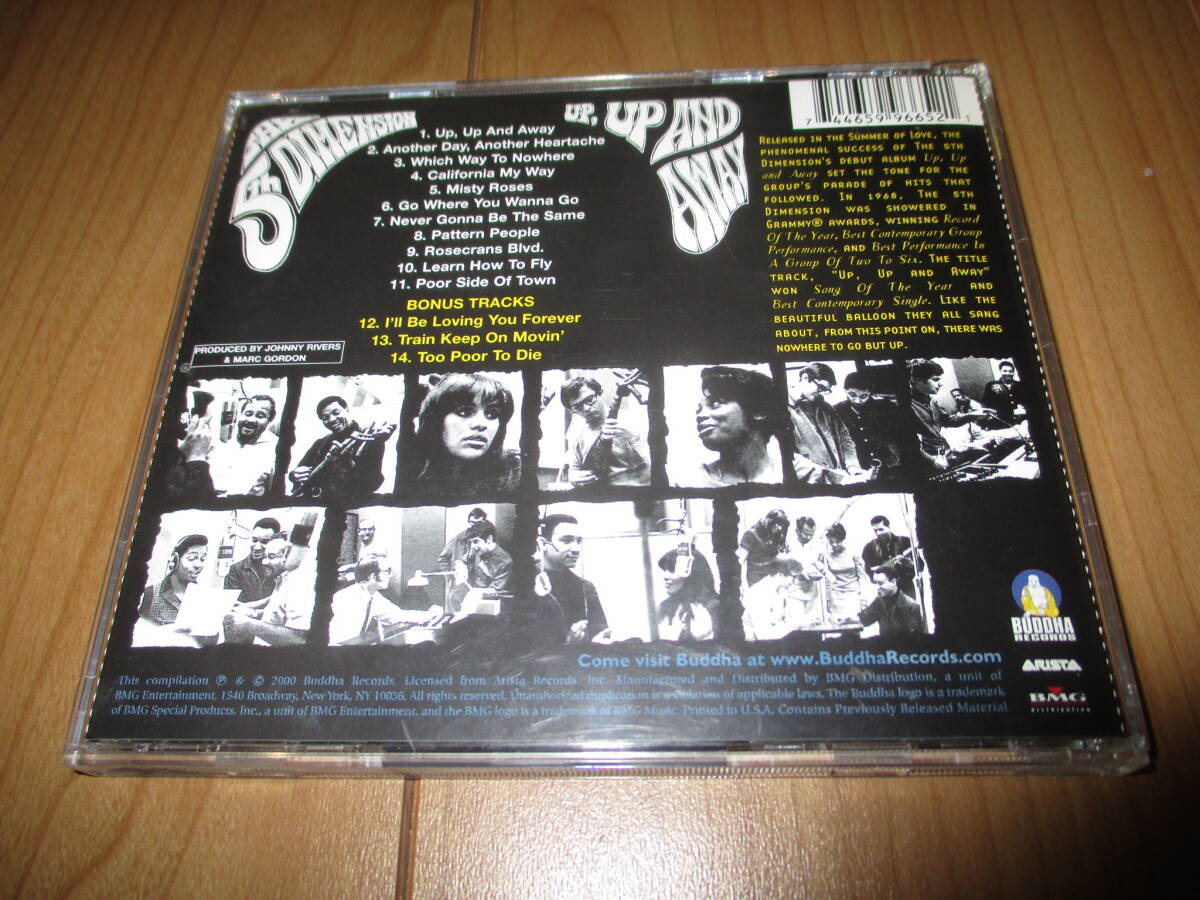 THE
5th DIMENSION
UP, UP AND
AWAY
1. Up, Up And Away
2. Another Day, Another Heartache
3. Which Way To Nowhere
4. California My Way
5. Misty Roses
6. Go Where You Wanna Go
7. Never Gonna Be The Same
8. Pattern People
9. Rosecrans Blvd.
10. Learn How To Fly
11. Poor Side Of Town
BONUS TRACKS
12. I'll Be Loving You Forever
13. Train Keep On Movin'
14. Too Poor To Die
PRODUCED BY JOHNNY RIVERS
& MARC GORDON
7 44659 96652 1
RELEASED IN THE SUMMER OF LOVE, THE
PHENOMENAL SUCCESS OF THE 5TH
DIMENSION'S DEBUT ALBUM Up, Up
and Away SET THE TONE FOR THE
GROUP'S PARADE OF HITS THAT
FOLLOWED. IN 1968, THE 5TH
DIMENSION WAS SHOWERED IN
GRAMMY® AWARDS, WINNING Record
Of The Year, Best Contemporary Group
Performance, AND Best Performance In
A Group Of Two To Six. THE TITLE
TRACK, "UP, UP AND AWAY"
WON Song Of The Year AND
Best Contemporary Single. LIKE THE
BEAUTIFUL BALLOON THEY ALL SANG
ABOUT, FROM THIS POINT ON, THERE WAS
NOWHERE TO GO BUT UP.
BUDDHA
RECORDS
ARISTA
BMG
DISTRIBUTION
Come visit Buddha at www.BuddhaRecords.com
This compilation ℗ & © 2000 Buddha Records. Licensed from Arista Records, Inc. Manufactured and Distributed by BMG Distribution, a unit of
BMG Entertainment, 1540 Broadway, New York, NY 10036. All rights reserved. Unauthorized duplication is a violation of applicable laws. The Buddha logo is a trademark
of BMG Special Products, Inc., a unit of BMG Entertainment, and the BMG logo is a trademark of BMG Music. Printed in U.S.A. Contains Previously Released Material